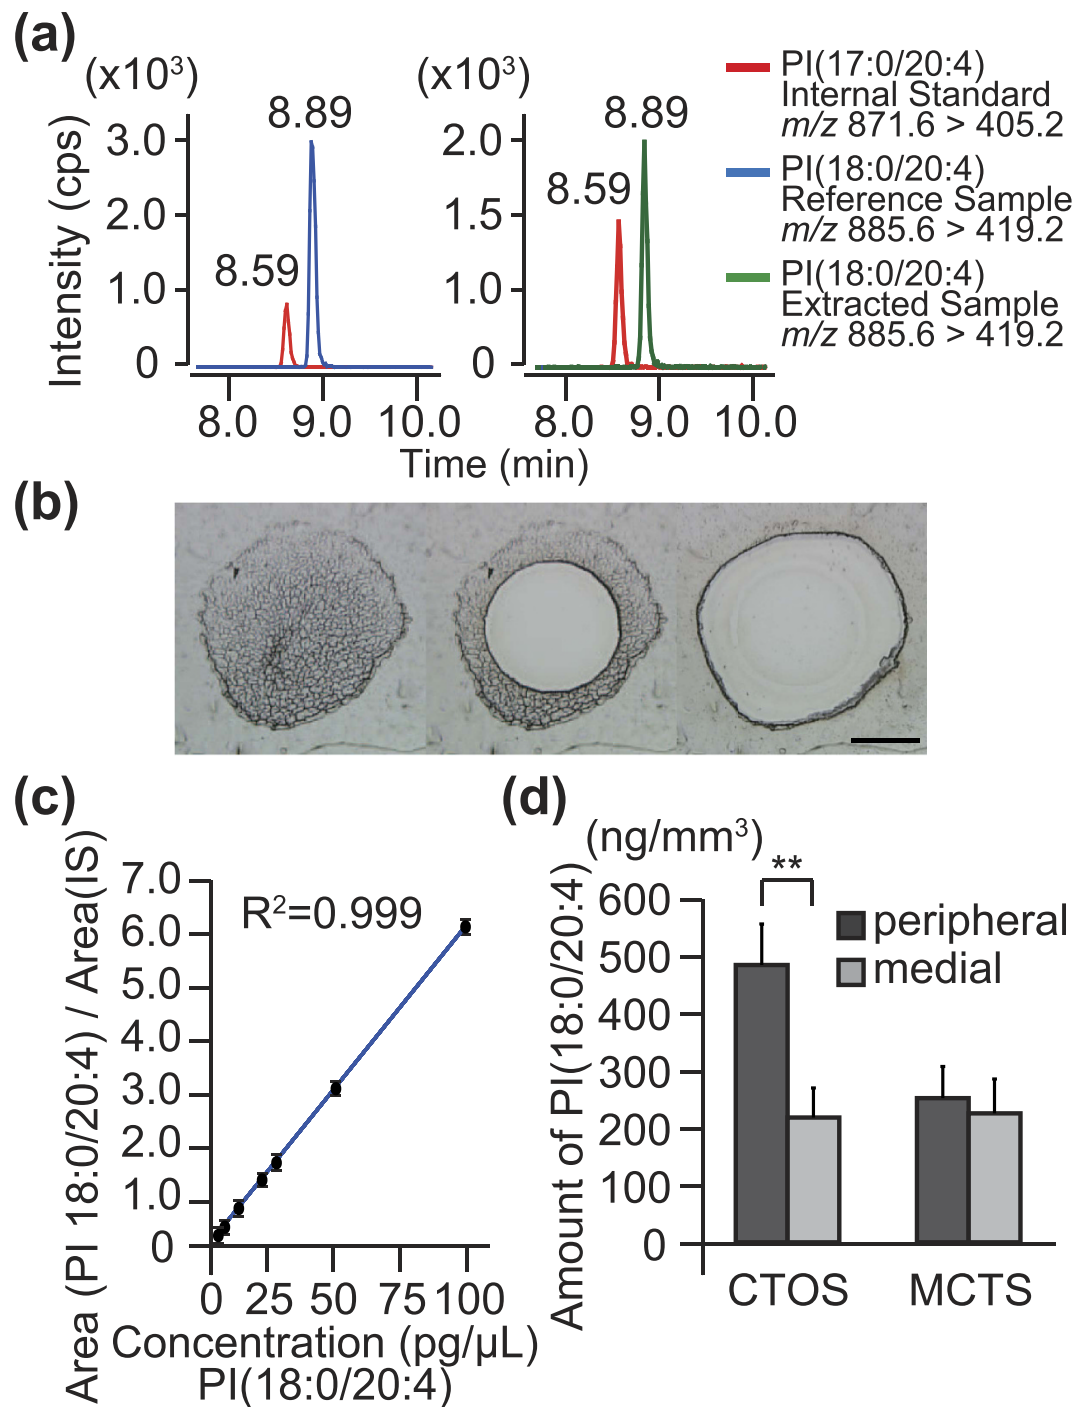 (a)
(x10³)
(x10³)
Intensity (cps)
3.0
2.0
1.0
0
8.59
8.89
8.0
9.0
10.0
2.0
1.5
1.0
0
8.59
8.89
8.0
9.0
10.0
Time (min)
PI(17:0/20:4)
Internal Standard
m/z 871.6 > 405.2
PI(18:0/20:4)
Reference Sample
m/z 885.6 > 419.2
PI(18:0/20:4)
Extracted Sample
m/z 885.6 > 419.2
(b)
(c)
Area (PI 18:0/20:4) / Area(IS)
7.0
6.0
5.0
4.0
3.0
2.0
1.0
0
R²=0.999
0
25
50
75
100
Concentration (pg/µL)
PI(18:0/20:4)
(d)
(ng/mm³)
Amount of PI(18:0/20:4)
600
500
400
300
200
100
0
**
peripheral
medial
CTOS
MCTS